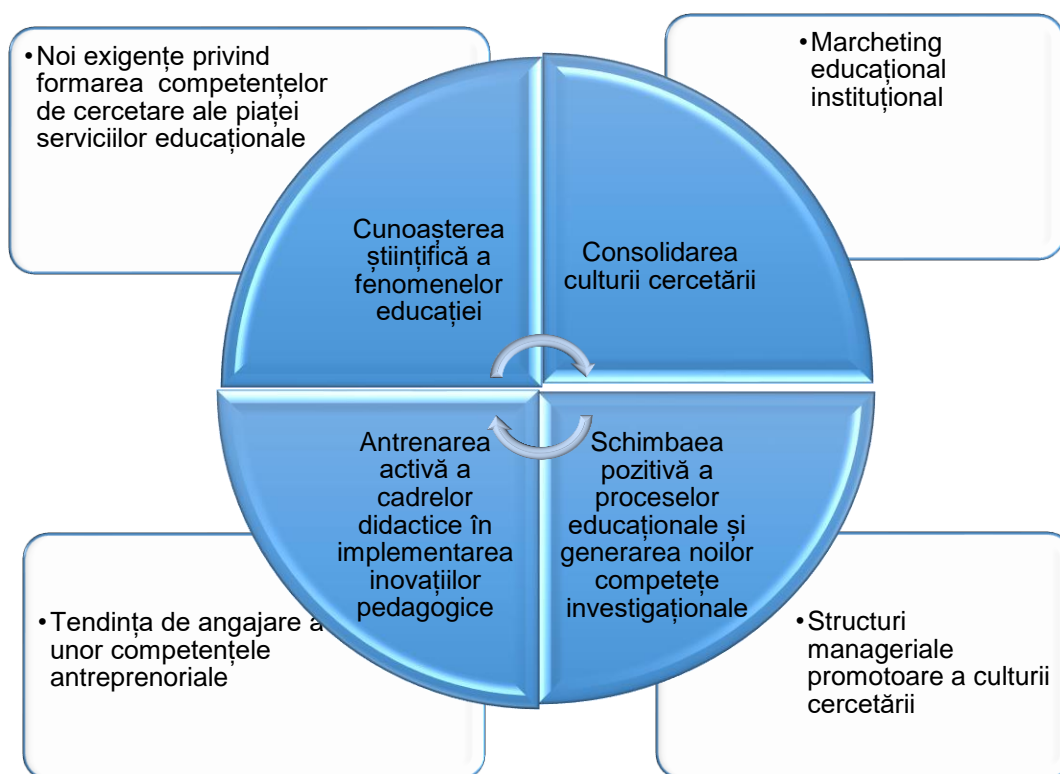 •Noi exigențe privind
formarea competențelor
de cercetare ale pieței
serviciilor educaționale
•Marcheting
educațional
instituțional
Cunoașterea
științifică a
fenomenelor
educației
Consolidarea
culturii cercetării
Antrenarea
activă a
cadrelor
didactice în
implementarea
inovațiilor
pedagogice
Schimbaea
pozitivă a
proceselor
educaționale și
generarea noilor
competețe
investigaționale
•Tendința de angajare a
unor competențele
antreprenoriale
•Structuri
manageriale
promotoare a culturii
cercetării